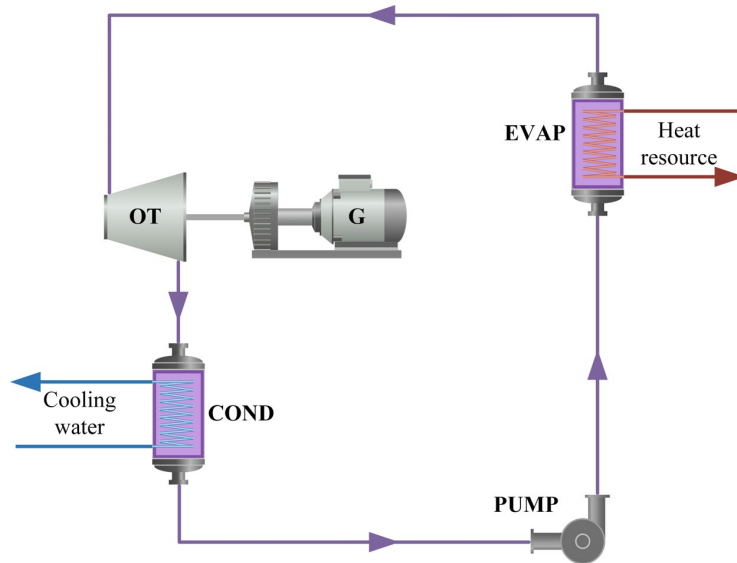 EVAP
Heat
resource
OT
G
Cooling
water
COND
PUMP